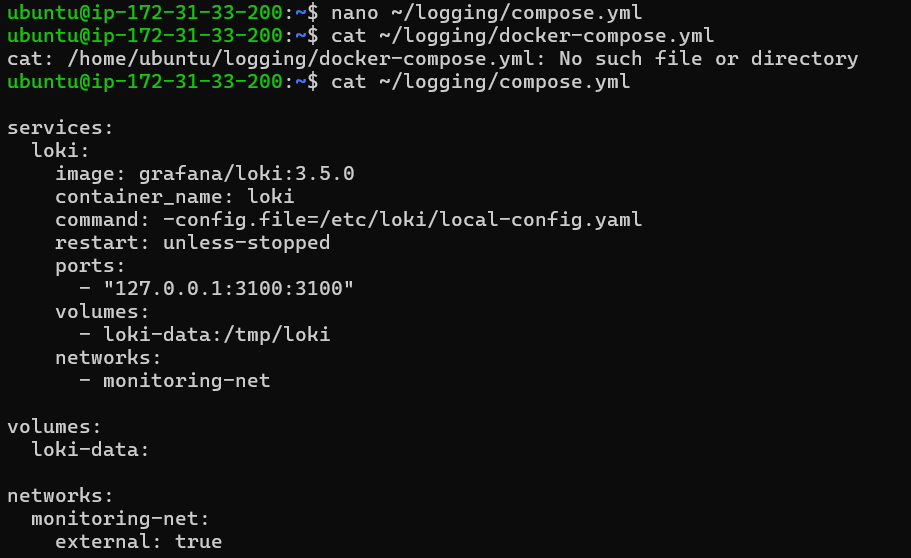 ubuntu@ip-172-31-33-200:~$ nano ~/logging/compose.yml
ubuntu@ip-172-31-33-200:~$ cat ~/logging/docker-compose.yml
cat: /home/ubuntu/logging/docker-compose.yml: No such file or directory
ubuntu@ip-172-31-33-200:~$ cat ~/logging/compose.yml

services:
  loki:
    image: grafana/loki:3.5.0
    container_name: loki
    command: -config.file=/etc/loki/local-config.yaml
    restart: unless-stopped
    ports:
      - "127.0.0.1:3100:3100"
    volumes:
      - loki-data:/tmp/loki
    networks:
      - monitoring-net

volumes:
  loki-data:

networks:
  monitoring-net:
    external: true